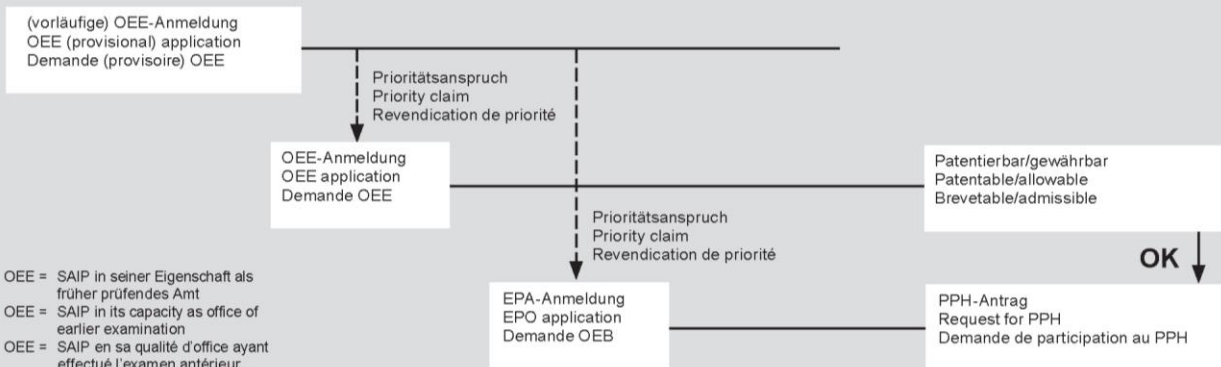 (vorläufige) OEE-Anmeldung
OEE (provisional) application
Demande (provisoire) OEE
Prioritätsanspruch
Priority claim
Revendication de priorité
OEE-Anmeldung
OEE application
Demande OEE
Patentierbar/gewährbar
Patentable/allowable
Brevetable/admissible
Prioritätsanspruch
Priority claim
Revendication de priorité
OK
OEE = SAIP in seiner Eigenschaft als
früher prüfendes Amt
OEE = SAIP in its capacity as office of
earlier examination
OEE = SAIP en sa qualité d'office ayant
effectué l'examen antérieur
EPA-Anmeldung
EPO application
Demande OEB
PPH-Antrag
Request for PPH
Demande de participation au PPH